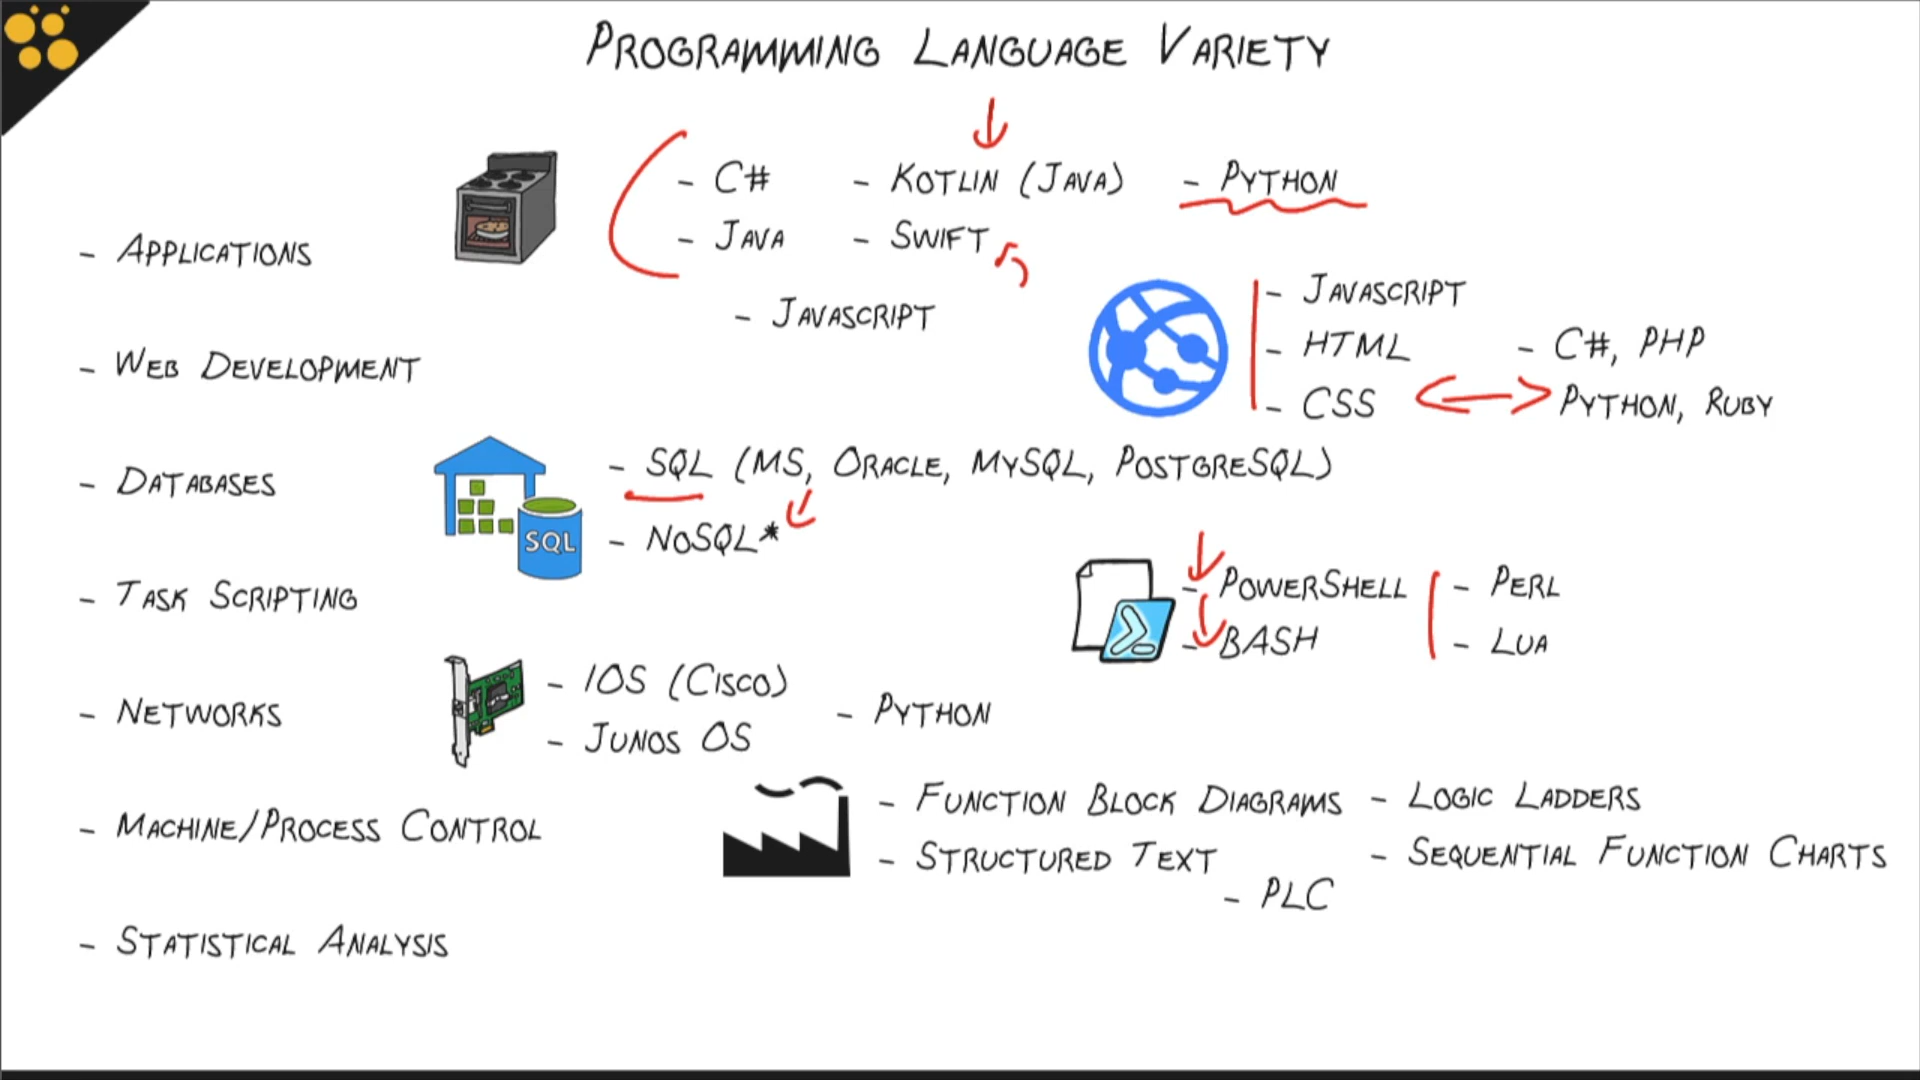 Programming Language Variety
- Applications
- C#
- Java
- Kotlin (Java)
- Swift
- Python
- Javascript
- Web Development
- Javascript
- HTML
- CSS
- C#, PHP
Python, Ruby
- Databases
- SQL (MS, Oracle, MySQL, PostgreSQL)
- NoSQL*
SQL
- Task Scripting
- PowerShell
- BASH
- Perl
- Lua
- Networks
- IOS (Cisco)
- Junos OS
- Python
- Machine/Process Control
- Function Block Diagrams
- Structured Text
- Logic Ladders
- Sequential Function Charts
- PLC
- Statistical Analysis